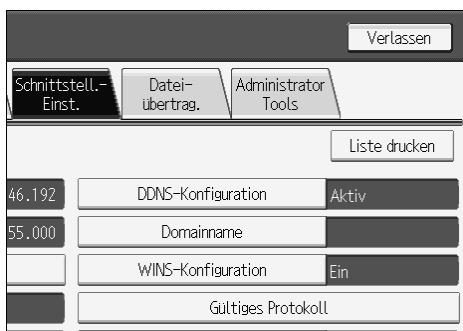 Verlassen
Schnittstell.-
Einst.
Datei-
übertrag.
Administrator
Tools
Liste drucken
46.192
DDNS-Konfiguration
Aktiv
55.000
Domainname
WINS-Konfiguration
Ein
Gültiges Protokoll